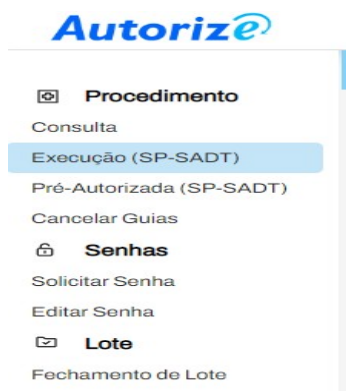 Autorize
Procedimento
Consulta
Execução (SP-SADT)
Pré-Autorizada (SP-SADT)
Cancelar Guias
Senhas
Solicitar Senha
Editar Senha
Lote
Fechamento de Lote